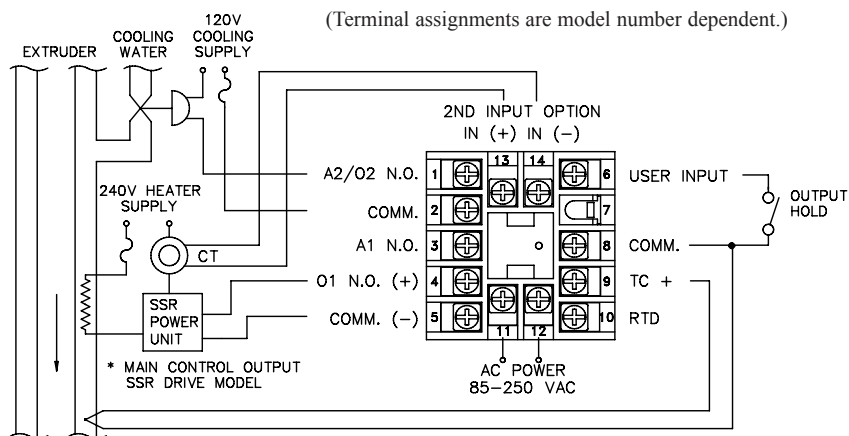 (Terminal assignments are model number dependent.)
EXTRUDER
COOLING
WATER
120V
COOLING
SUPPLY
2ND INPUT OPTION
IN (+) IN (-)
13 14
A2/O2 N.O. 1
COMM. 2
A1 N.O. 3
O1 N.O. (+) 4
COMM. (-) 5
6 USER INPUT
7
8 COMM.
9 TC +
10 RTD
OUTPUT
HOLD
240V HEATER
SUPPLY
CT
SSR
POWER
UNIT
* MAIN CONTROL OUTPUT
SSR DRIVE MODEL
11 12
AC POWER
85-250 VAC